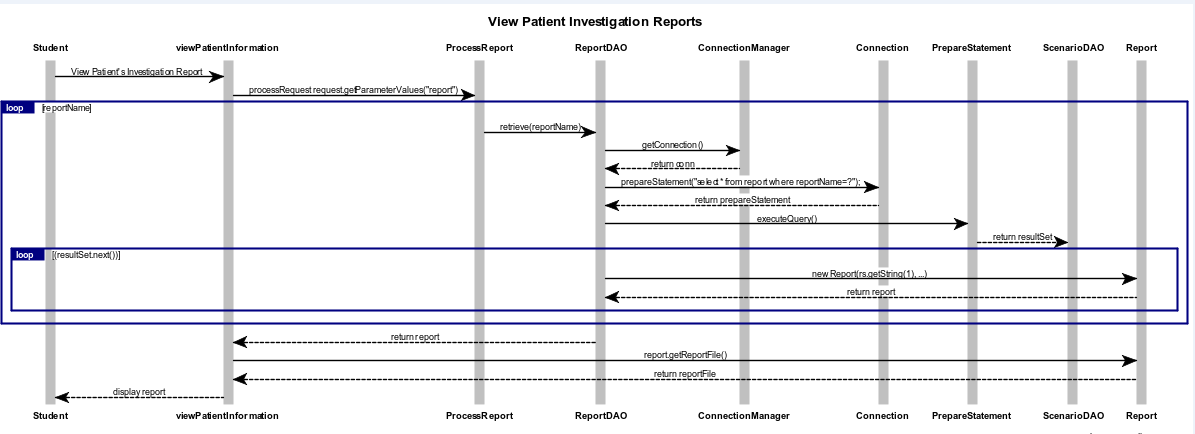 View Patient Investigation Reports
Student viewPatientInformation ProcessReport ReportDAO ConnectionManager Connection PrepareStatement ScenarioDAO Report
View Patient's Investigation Report
processRequest request.getParameterValues("report")
loop [reportName]
retrieve(reportName)
getConnection()
return conn
prepareStatement("select * from report where reportName=?");
return prepareStatement
executeQuery()
return resultSet
loop [(resultSet.next())]
new Report(rs.getString(1), ...)
return report
return report
report.getReportFile()
return reportFile
display report
Student viewPatientInformation ProcessReport ReportDAO ConnectionManager Connection PrepareStatement ScenarioDAO Report